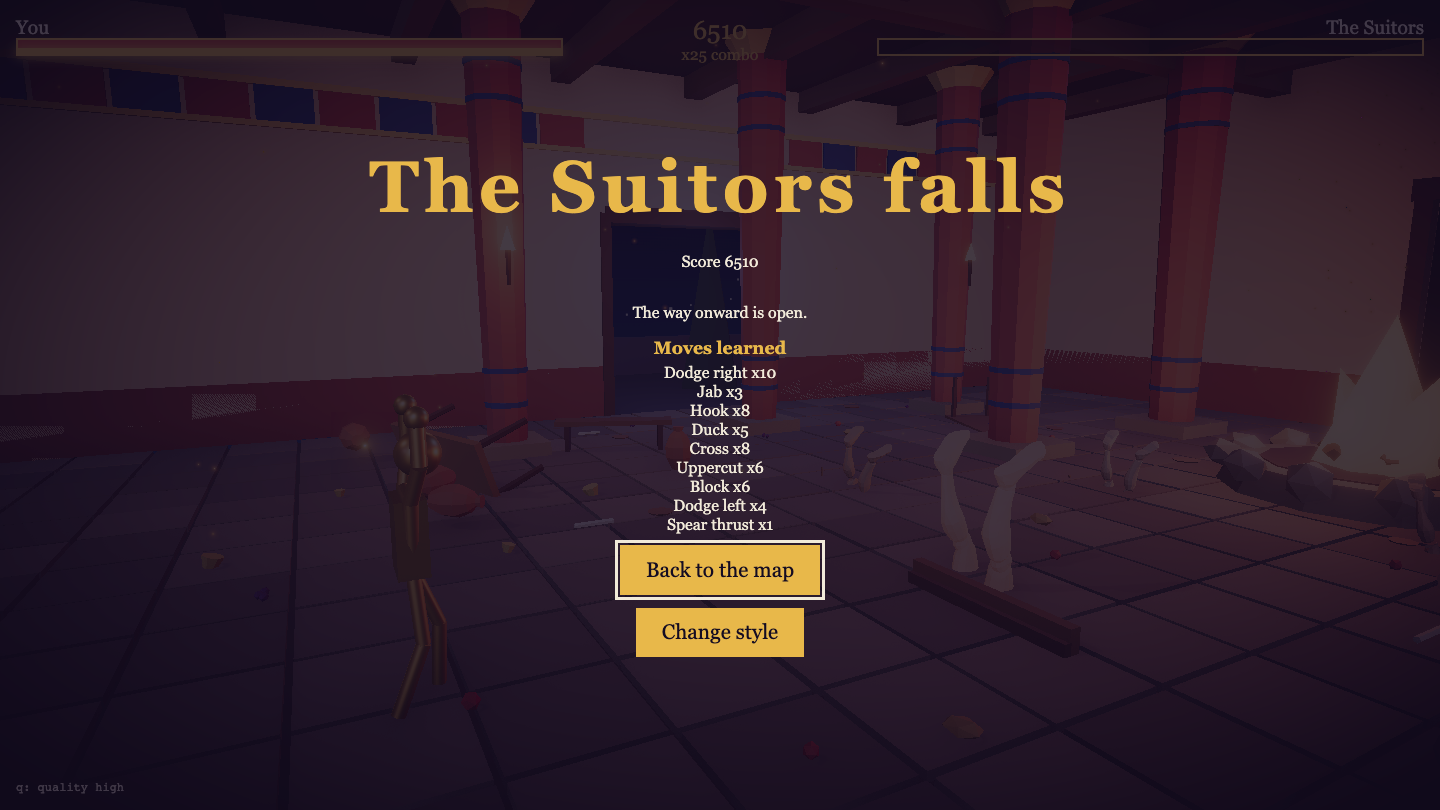 You
6510
The Suitors
x25 combo
The Suitors falls
Score 6510
The way onward is open.
Moves learned
Dodge right x10
Jab x3
Hook x8
Duck x5
Cross x8
Uppercut x6
Block x6
Dodge left x4
Spear thrust x1
Back to the map
Change style
q: quality high